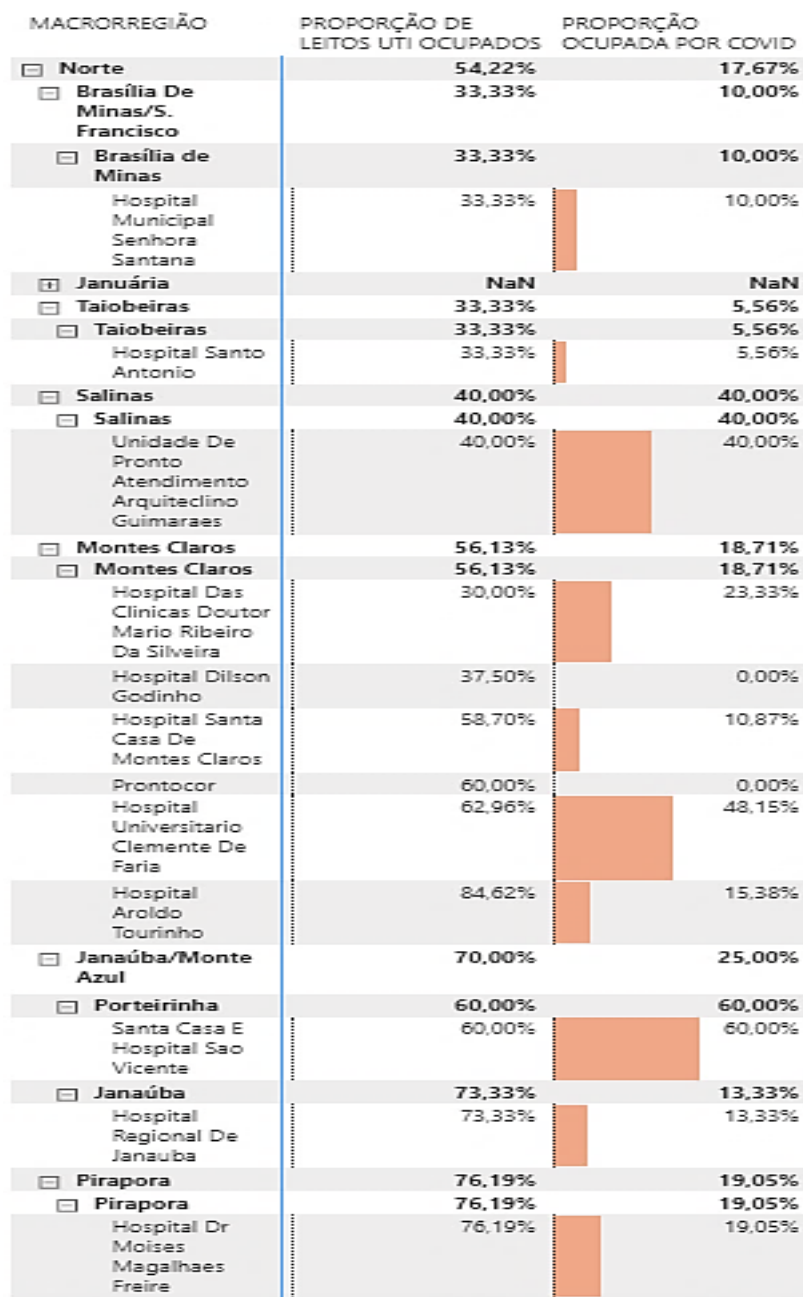 MACRORREGIÃO PROPORÇÃO DE PROPORÇÃO
LEITOS UTI OCUPADOS OCUPADA POR COVID
Norte 54,22% 17,67%
Brasília De 33,33% 10,00%
Minas/S.
Francisco
Brasília de 33,33% 10,00%
Minas
Hospital 33,33% 10,00%
Municipal
Senhora
Santana
Januária NaN NaN
Taiobeiras 33,33% 5,56%
Taiobeiras 33,33% 5,56%
Hospital Santo 33,33% 5,56%
Antonio
Salinas 40,00% 40,00%
Salinas 40,00% 40,00%
Unidade De 40,00% 40,00%
Pronto
Atendimento
Arquiteclino
Guimaraes
Montes Claros 56,13% 18,71%
Montes Claros 56,13% 18,71%
Hospital Das 30,00% 23,33%
Clinicas Doutor
Mario Ribeiro
Da Silveira
Hospital Dilson 37,50% 0,00%
Godinho
Hospital Santa 58,70% 10,87%
Casa De
Montes Claros
Prontocor 60,00% 0,00%
Hospital 62,96% 48,15%
Universitario
Clemente De
Faria
Hospital 84,62% 15,38%
Aroldo
Tourinho
Janaúba/Monte 70,00% 25,00%
Azul
Porteirinha 60,00% 60,00%
Santa Casa E 60,00% 60,00%
Hospital Sao
Vicente
Janaúba 73,33% 13,33%
Hospital 73,33% 13,33%
Regional De
Janauba
Pirapora 76,19% 19,05%
Pirapora 76,19% 19,05%
Hospital Dr 76,19% 19,05%
Moises
Magalhaes
Freire